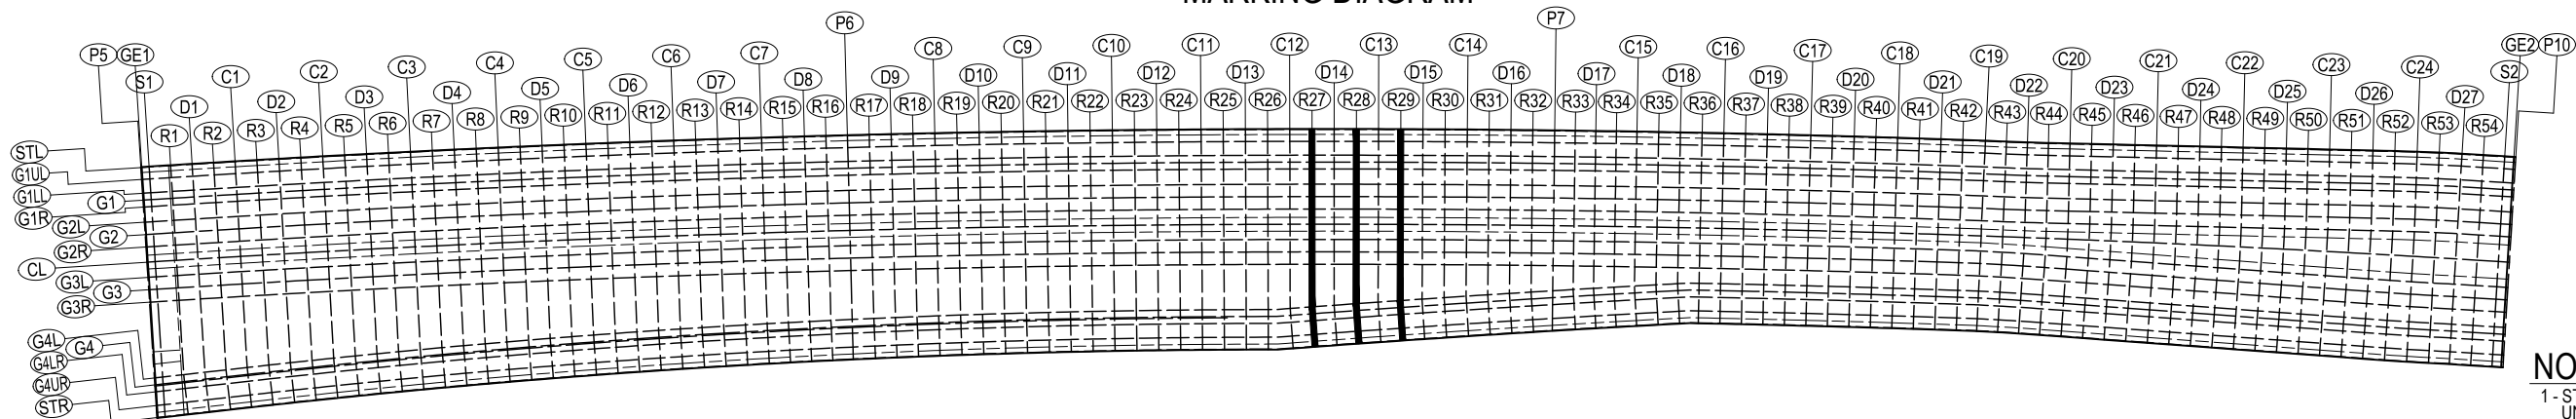 MARKING DIAGRAM
P5 GE1 S1 P6 P7 GE2 P10 S2
C1 C2 C3 C4 C5 C6 C7 C8 C9 C10 C11 C12 C13 C14 C15 C16 C17 C18 C19 C20 C21 C22 C23 C24
D1 D2 D3 D4 D5 D6 D7 D8 D9 D10 D11 D12 D13 D14 D15 D16 D17 D18 D19 D20 D21 D22 D23 D24 D25 D26 D27
R1 R2 R3 R4 R5 R6 R7 R8 R9 R10 R11 R12 R13 R14 R15 R16 R17 R18 R19 R20 R21 R22 R23 R24 R25 R26 R27 R28 R29 R30 R31 R32 R33 R34 R35 R36 R37 R38 R39 R40 R41 R42 R43 R44 R45 R46 R47 R48 R49 R50 R51 R52 R53 R54
STL
G1UL
G1LL
G1
G1R
G2L
G2
G2R
CL
G3L
G3
G3R
G4L
G4
G4LR
G4UR
STR
NO
1 - S